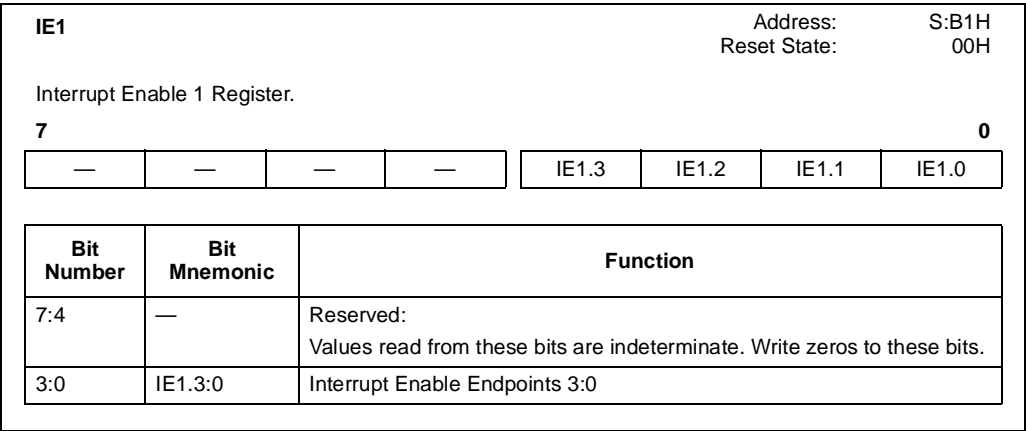 IE1 Address: S:B1H
Reset State: 00H
Interrupt Enable 1 Register.
7 0
— — — — IE1.3 IE1.2 IE1.1 IE1.0
Bit Number Bit Mnemonic Function
7:4 — Reserved:
Values read from these bits are indeterminate. Write zeros to these bits.
3:0 IE1.3:0 Interrupt Enable Endpoints 3:0